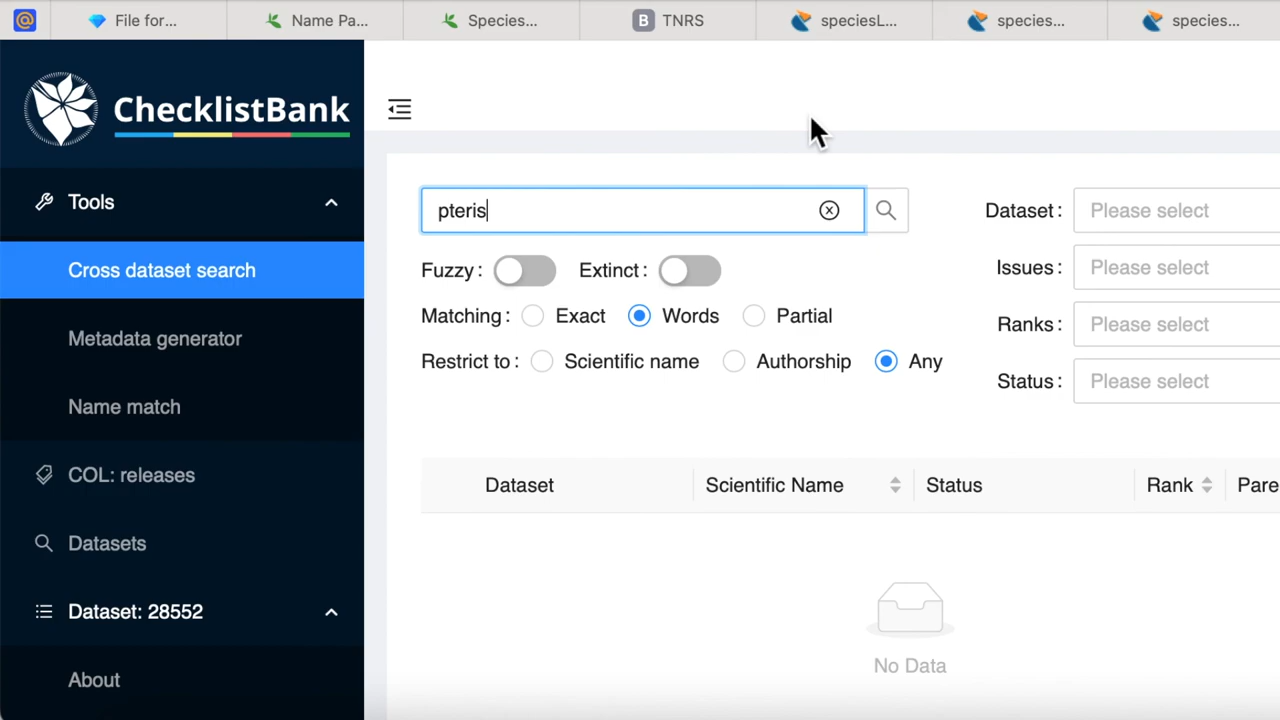 @ File for... Name Pa... Species... B TNRS speciesL... species... species...
ChecklistBank
Tools
Cross dataset search
Metadata generator
Name match
COL: releases
Datasets
Dataset: 28552
About
pteris
Fuzzy: Extinct:
Matching: Exact Words Partial
Restrict to: Scientific name Authorship Any
Dataset: Please select
Issues: Please select
Ranks: Please select
Status: Please select
Dataset Scientific Name Status Rank Pare
No Data